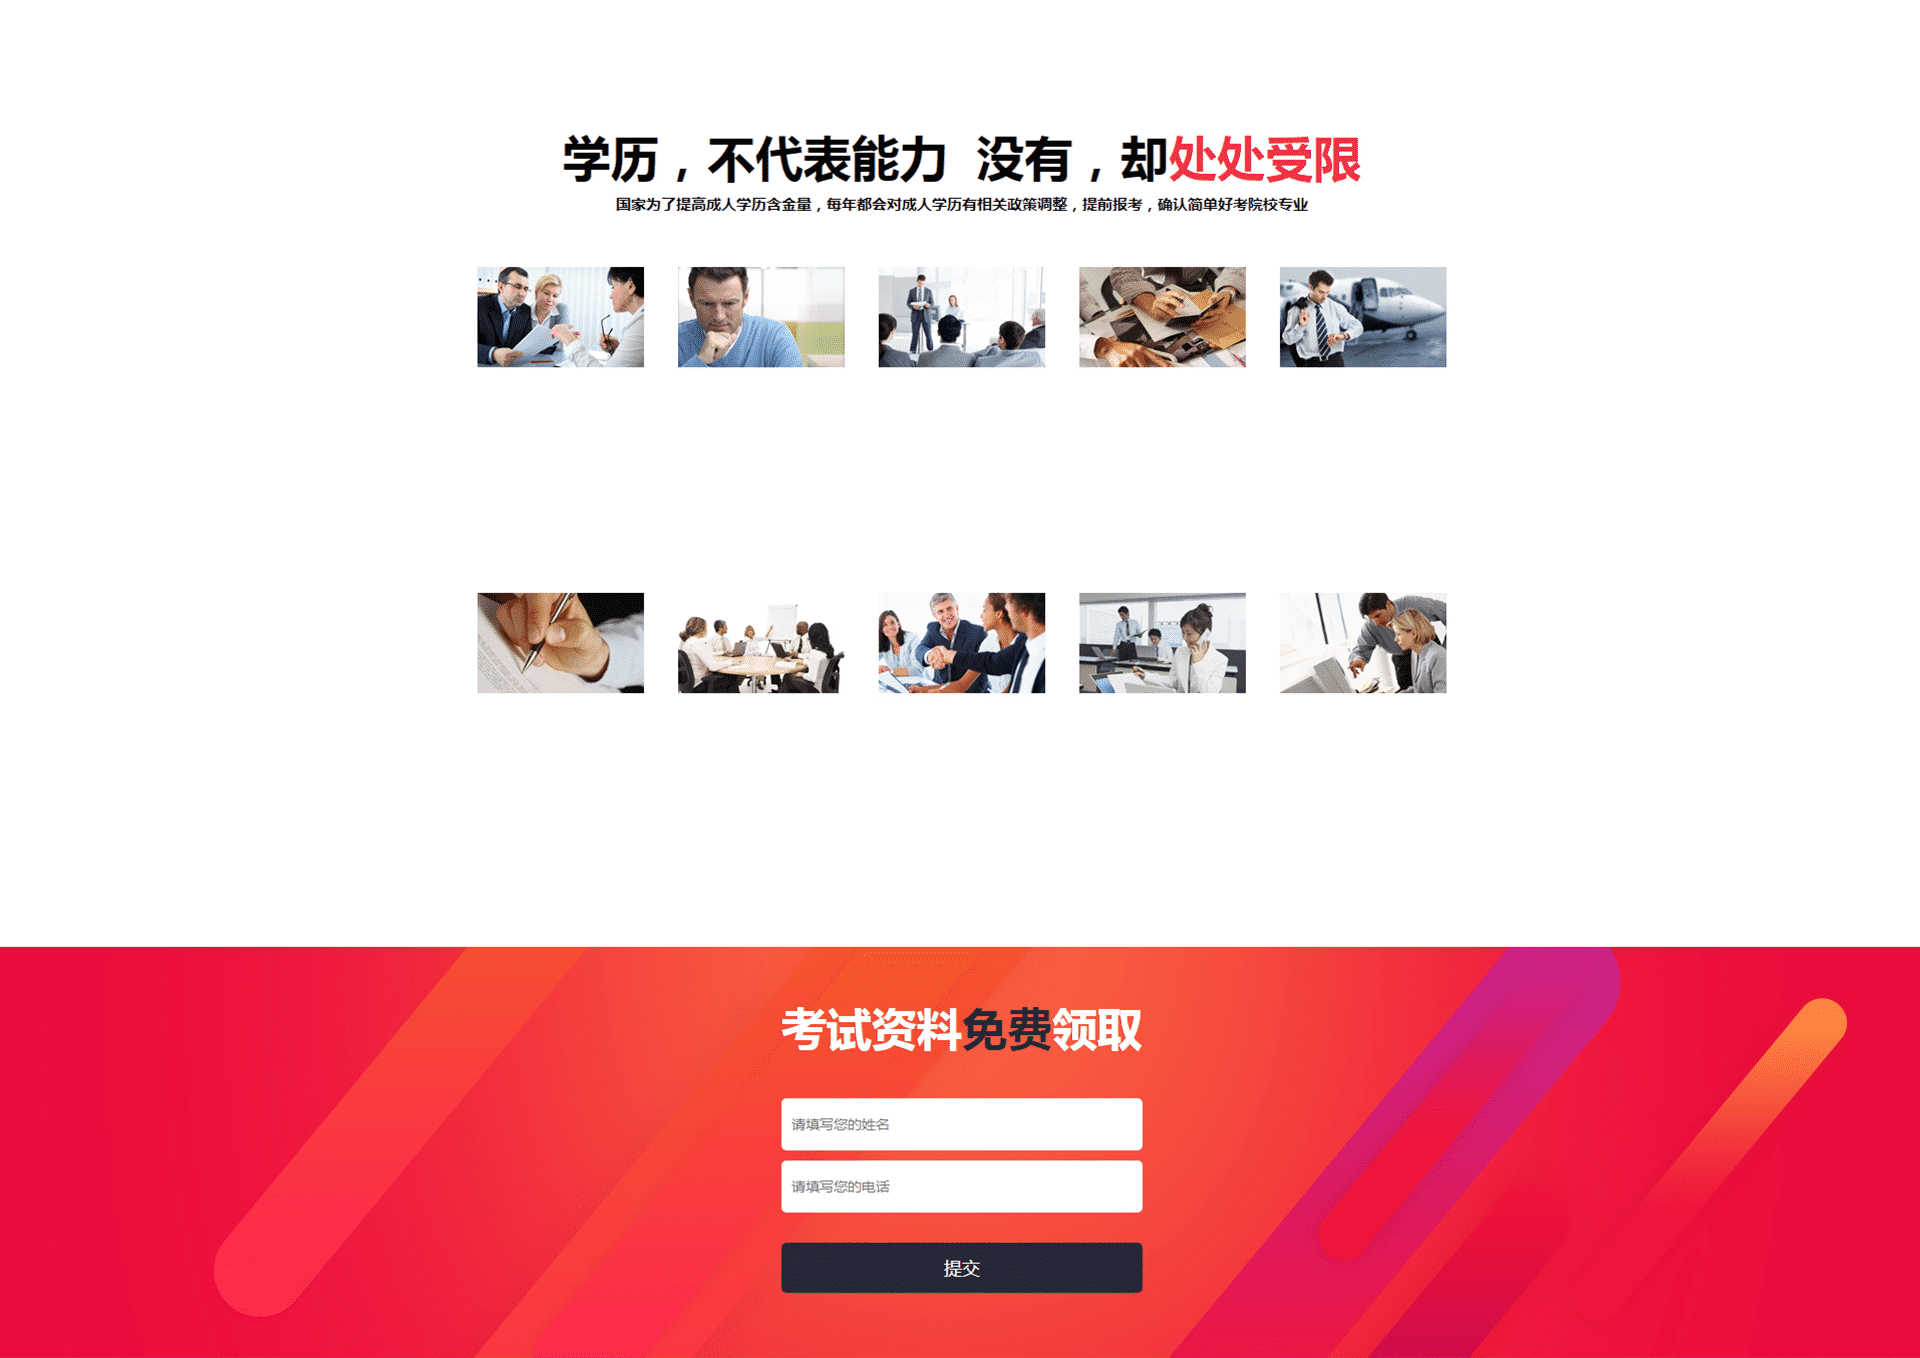 学历，不代表能力 没有，却处处受限
国家为了提高成人学历含金量，每年都会对成人学历有相关政策调整，提前报考，确认简单好考院校专业
考试资料免费领取
请填写您的姓名
请填写您的电话
提交